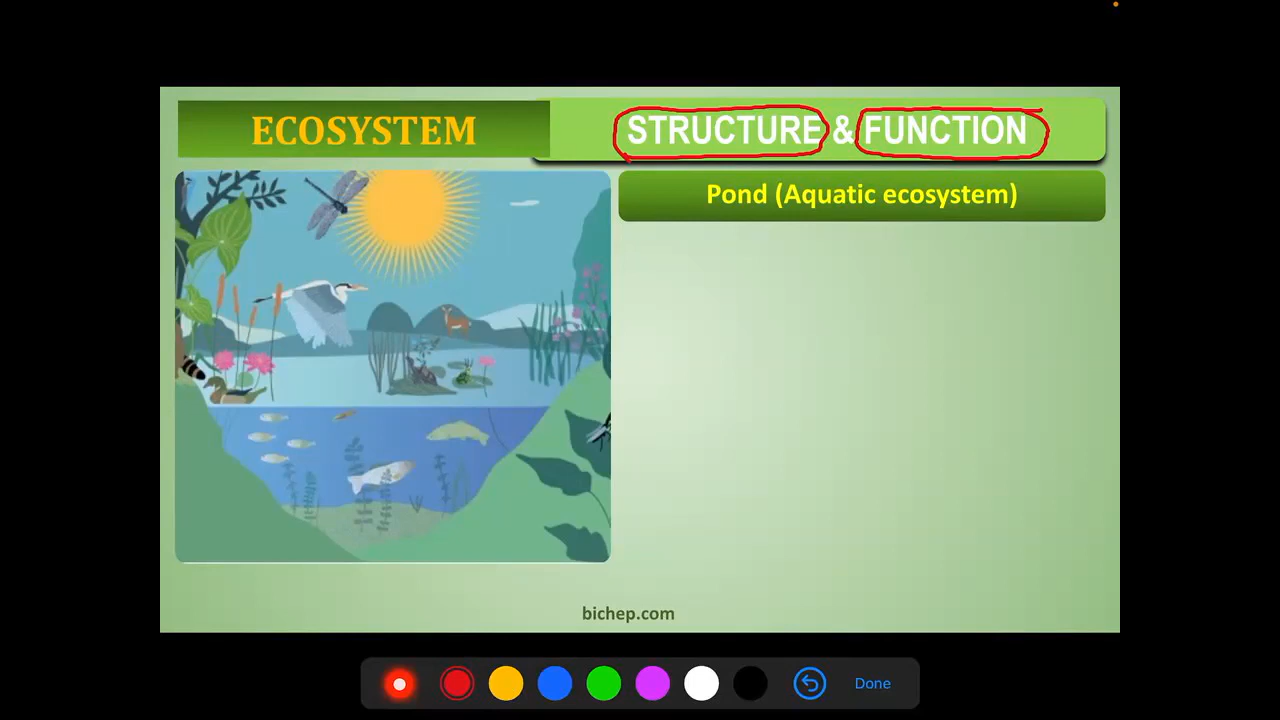 ECOSYSTEM
STRUCTURE & FUNCTION
Pond (Aquatic ecosystem)
bichep.com
Done